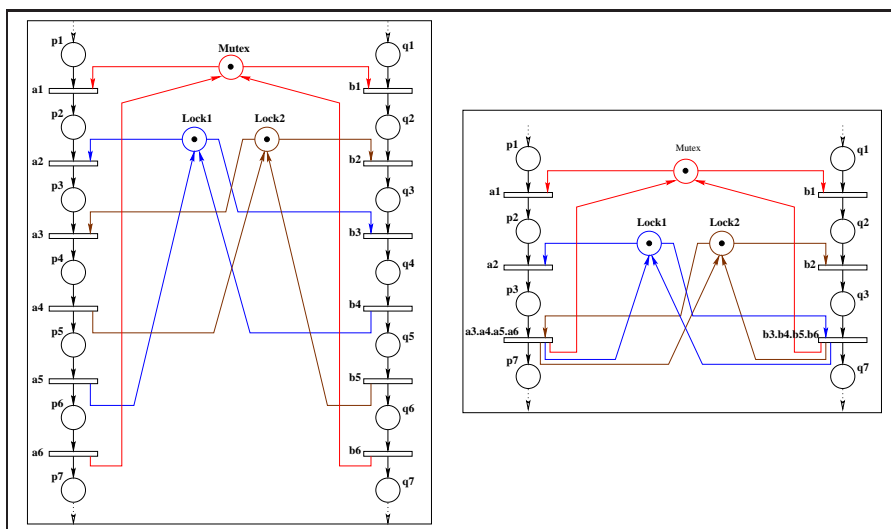 p1
q1
Mutex
a1
b1
p2
Lock1
Lock2
q2
a2
b2
p3
q3
a3
b3
p4
q4
a4
b4
p5
q5
a5
b5
p6
q6
a6
b6
p7
q7
p1
Mutex
q1
a1
b1
p2
Lock1
Lock2
q2
a2
b2
p3
q3
a3.a4.a5.a6
b3.b4.b5.b6
p7
q7